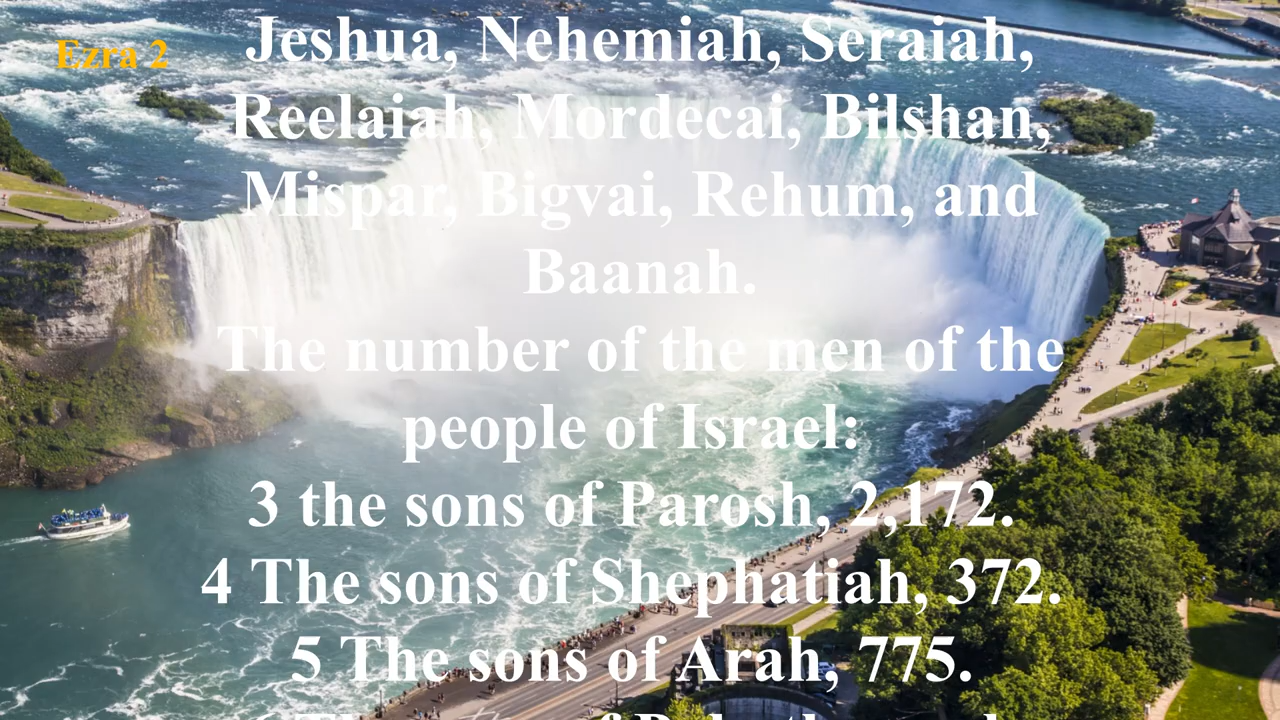 Ezra 2
Jeshua, Nehemiah, Seraiah,
Reelaiah, Mordecai, Bilshan,
Mispar, Bigvai, Rehum, and
Baanah.
The number of the men of the
people of Israel:
3 the sons of Parosh, 2,172.
4 The sons of Shephatiah, 372.
5 The sons of Arah, 775.